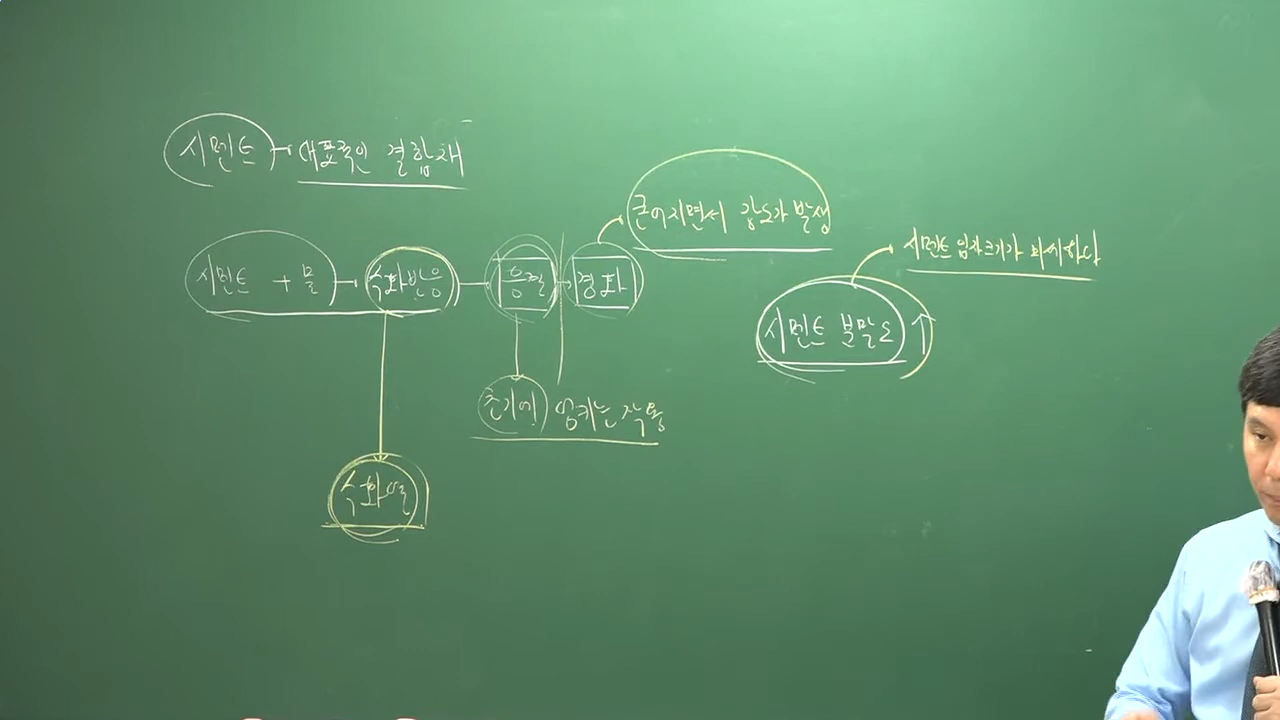 시멘트 - 대표적인 결합재
굳어지면서 강도가 발생
시멘트 입자크기가 미세하다
시멘트 + 물 - 수화반응 - 응결 → 경화
시멘트 분말도 ↑
초기에 엉키는 작용
수화열